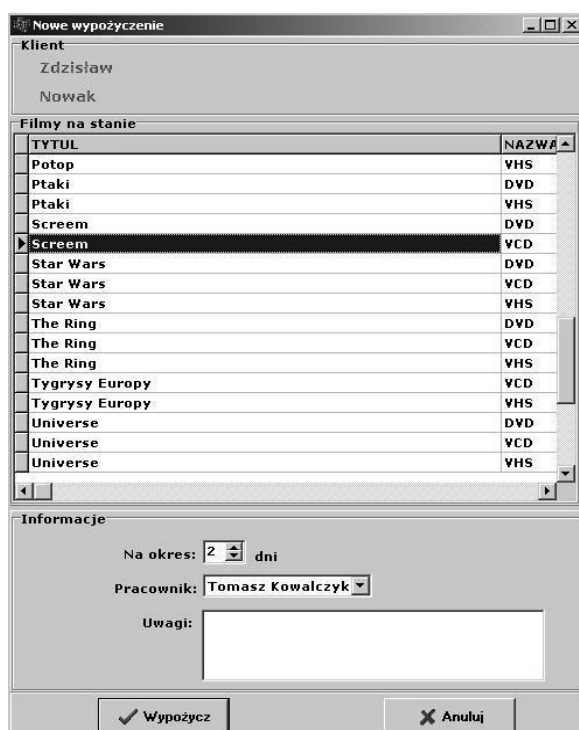 Nowe wypożyczenie
Klient
Zdzisław
Nowak
Filmy na stanie
TYTUL NAZWA
Potop VHS
Ptaki DVD
Ptaki VHS
Screem DVD
Screem VCD
Star Wars DVD
Star Wars VCD
Star Wars VHS
The Ring DVD
The Ring VCD
The Ring VHS
Tygrysy Europy VCD
Tygrysy Europy VHS
Universe DVD
Universe VCD
Universe VHS
Informacje
Na okres: 2 dni
Pracownik: Tomasz Kowalczyk
Uwagi:
Wypożycz Anuluj